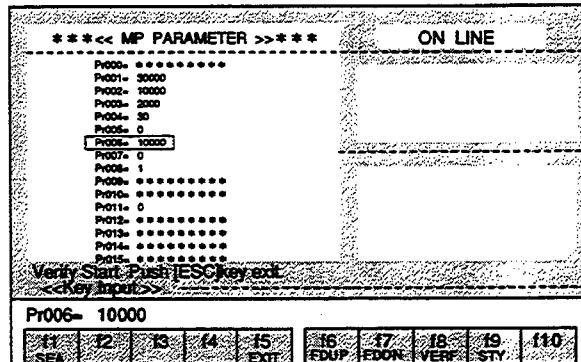 ***<< MP PARAMETER >>***
ON LINE
Pr000= *********
Pr001= 30000
Pr002= 10000
Pr003= 2000
Pr004= 30
Pr005= 0
Pr006= 10000
Pr007= 0
Pr008= 1
Pr009= *********
Pr010= *********
Pr011= 0
Pr012= *********
Pr013= *********
Pr014= *********
Pr015= *********
Verify Start. Push [ESC]key exit.
<<Key Input>>
Pr006= 10000
f1 f2 f3 f4 f5 f6 f7 f8 f9 f10
SEA EXIT FDUP FDDN VERF STY